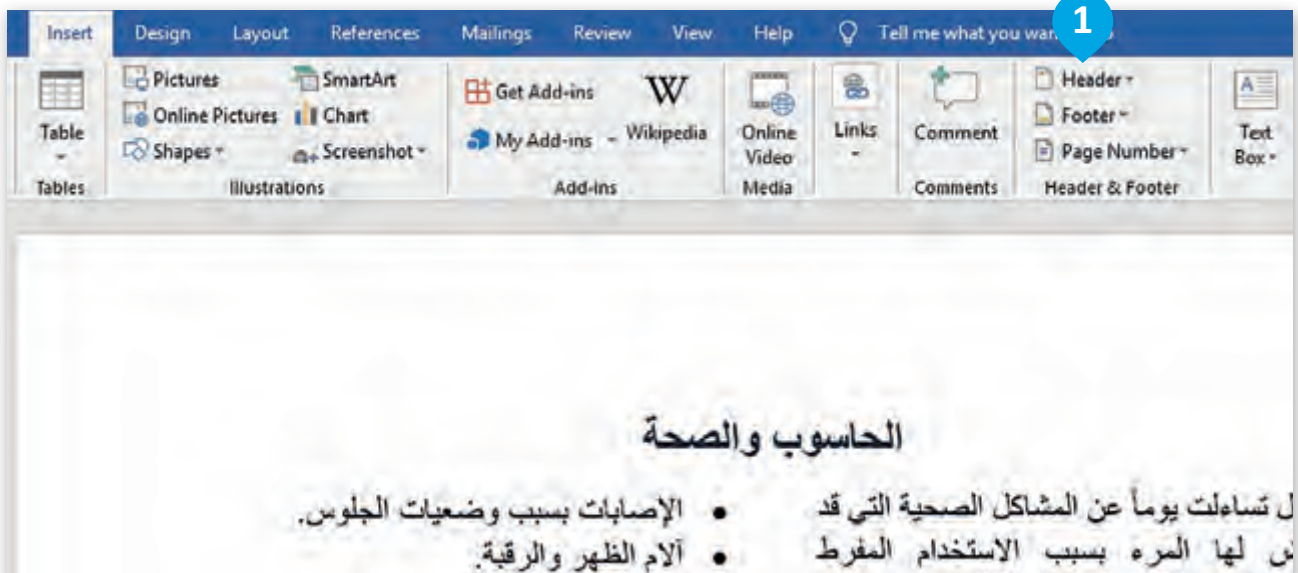 1
Insert Design Layout References Mailings Review View Help Tell me what you
Pictures SmartArt Get Add-ins Header
Online Pictures Chart My Add-ins Wikipedia Footer
Table Shapes Screenshot Online Video Links Comment Page Number Text Box
Tables Illustrations Add-ins Media Comments Header & Footer
الحاسوب والصحة
تساءلت يوماً عن المشاكل الصحية التي قد
لها المرء بسبب الاستخدام المفرط
• الإصابات بسبب وضعيات الجلوس.
• آلام الظهر والرقبة.